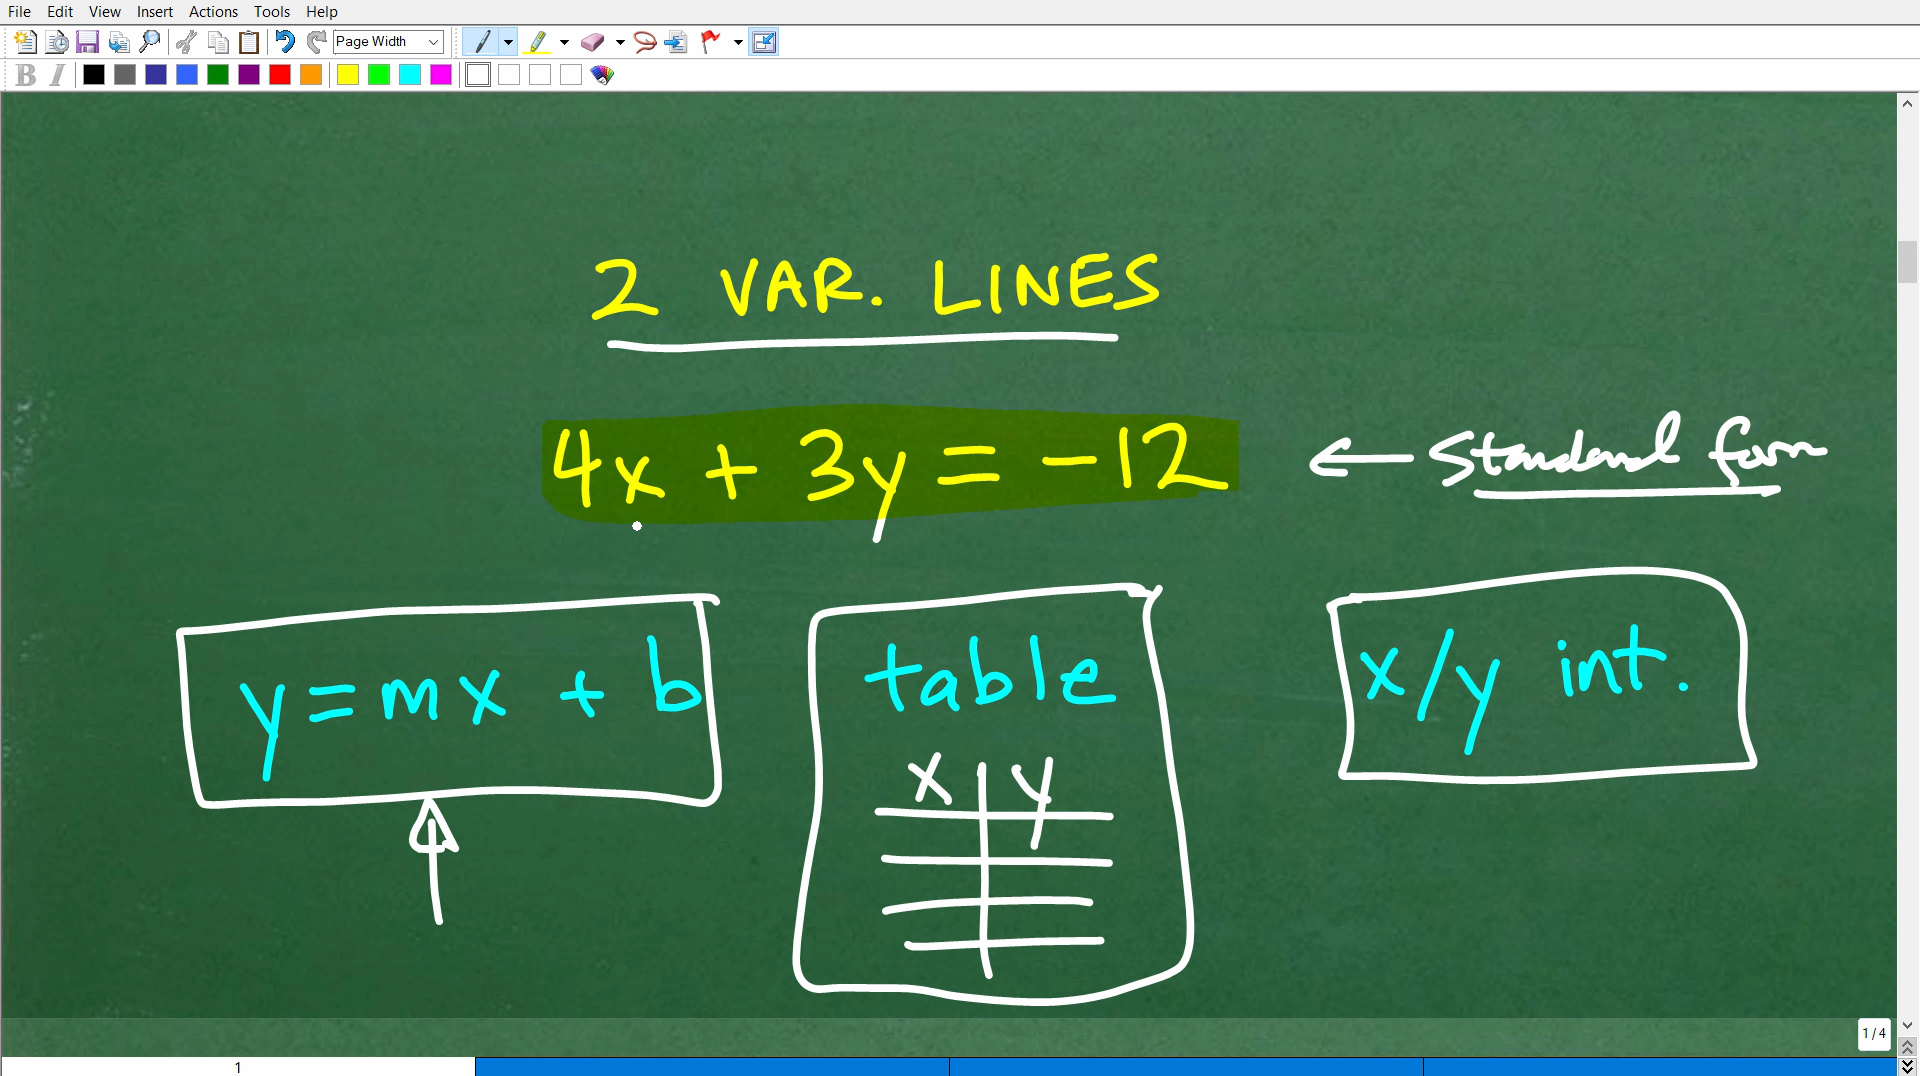 File Edit View Insert Actions Tools Help
Page Width
B I
2 VAR. LINES
4x + 3y = -12 ← Standard form
y = mx + b
table
x y
x/y int.
1 / 4
1